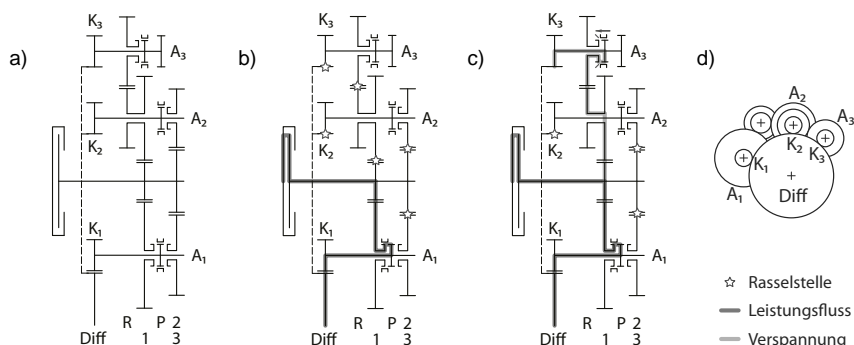 a)
K3
A3
A2
K2
K1
A1
R P 2
Diff 1 3
b)
K3
A3
A2
K2
K1
A1
R P 2
Diff 1 3
c)
K3
A3
A2
K2
K1
A1
R P 2
Diff 1 3
d)
A2
A3
K1 K2 K3
A1
Diff
Rasselstelle
Leistungsfluss
Verspannung